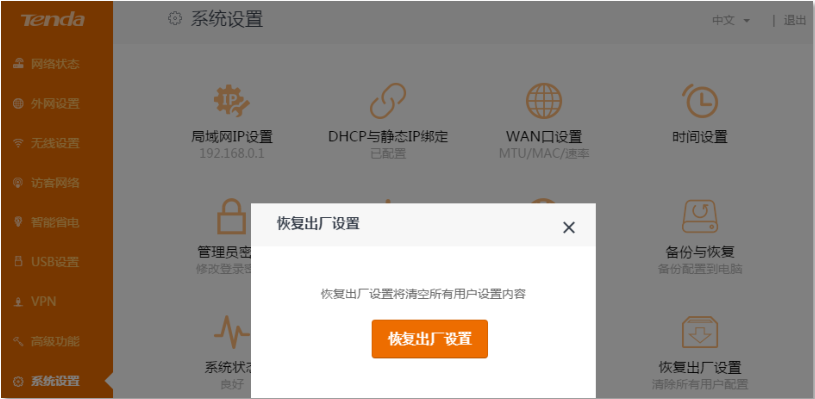 Tenda
系统设置
中文
退出
网络状态
外网设置
无线设置
访客网络
智能省电
USB设置
VPN
高级功能
系统设置
IP
局域网IP设置
192.168.0.1
DHCP与静态IP绑定
已配置
WAN口设置
MTU/MAC/速率
时间设置
管理员密
修改登录密
备份与恢复
备份配置到电脑
系统状态
良好
恢复出厂设置
清除所有用户配置
恢复出厂设置
恢复出厂设置将清空所有用户设置内容
恢复出厂设置